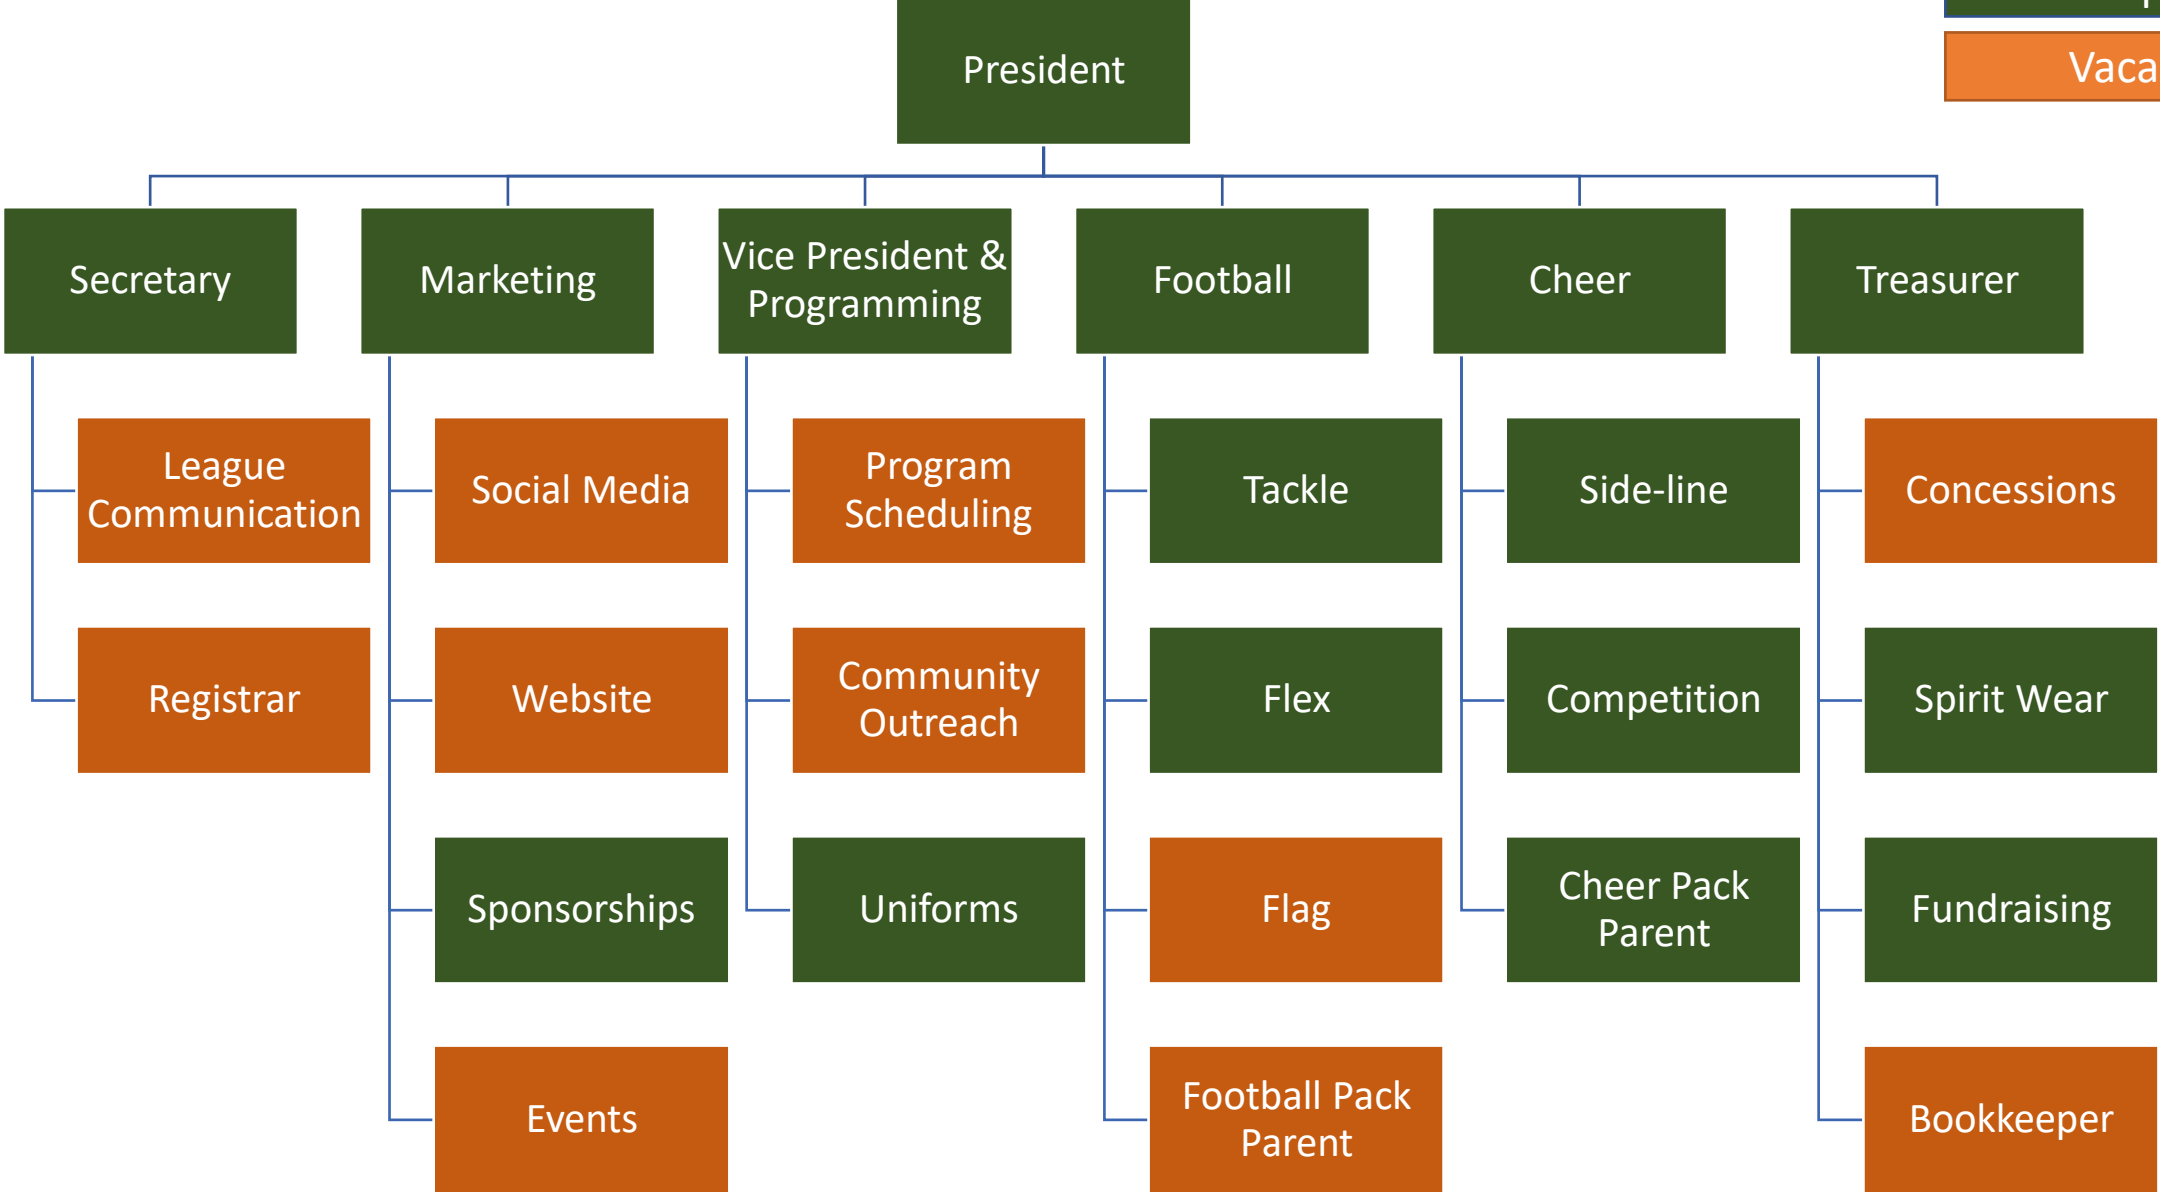 President
Vaca
Secretary
Marketing
Vice President &
Programming
Football
Cheer
Treasurer
League
Communication
Social Media
Program
Scheduling
Tackle
Side-line
Concessions
Registrar
Website
Community
Outreach
Flex
Competition
Spirit Wear
Sponsorships
Uniforms
Flag
Cheer Pack
Parent
Fundraising
Events
Football Pack
Parent
Bookkeeper